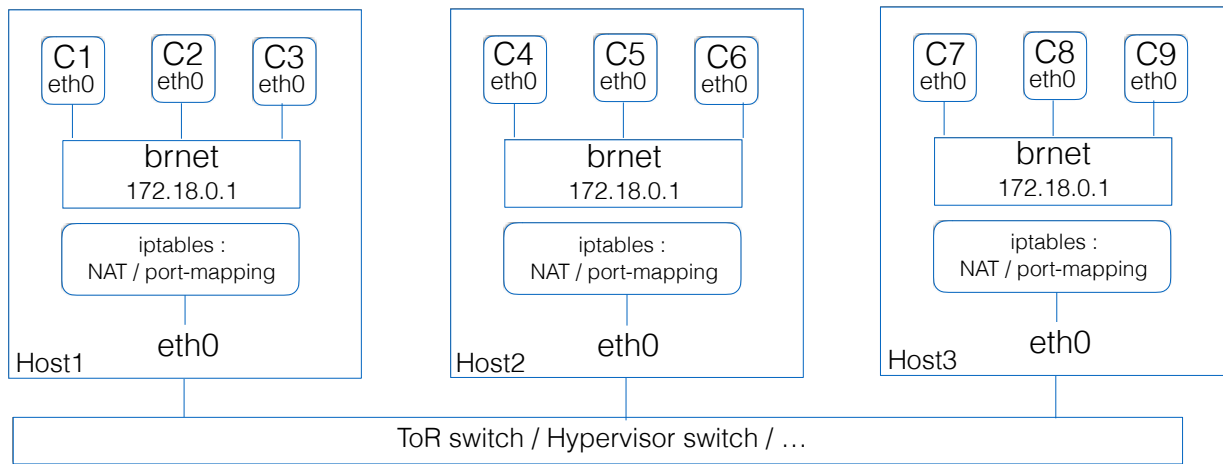 C1
eth0
C2
eth0
C3
eth0
brnet
172.18.0.1
iptables :
NAT / port-mapping
eth0
Host1
C4
eth0
C5
eth0
C6
eth0
brnet
172.18.0.1
iptables :
NAT / port-mapping
eth0
Host2
C7
eth0
C8
eth0
C9
eth0
brnet
172.18.0.1
iptables :
NAT / port-mapping
eth0
Host3
ToR switch / Hypervisor switch / …